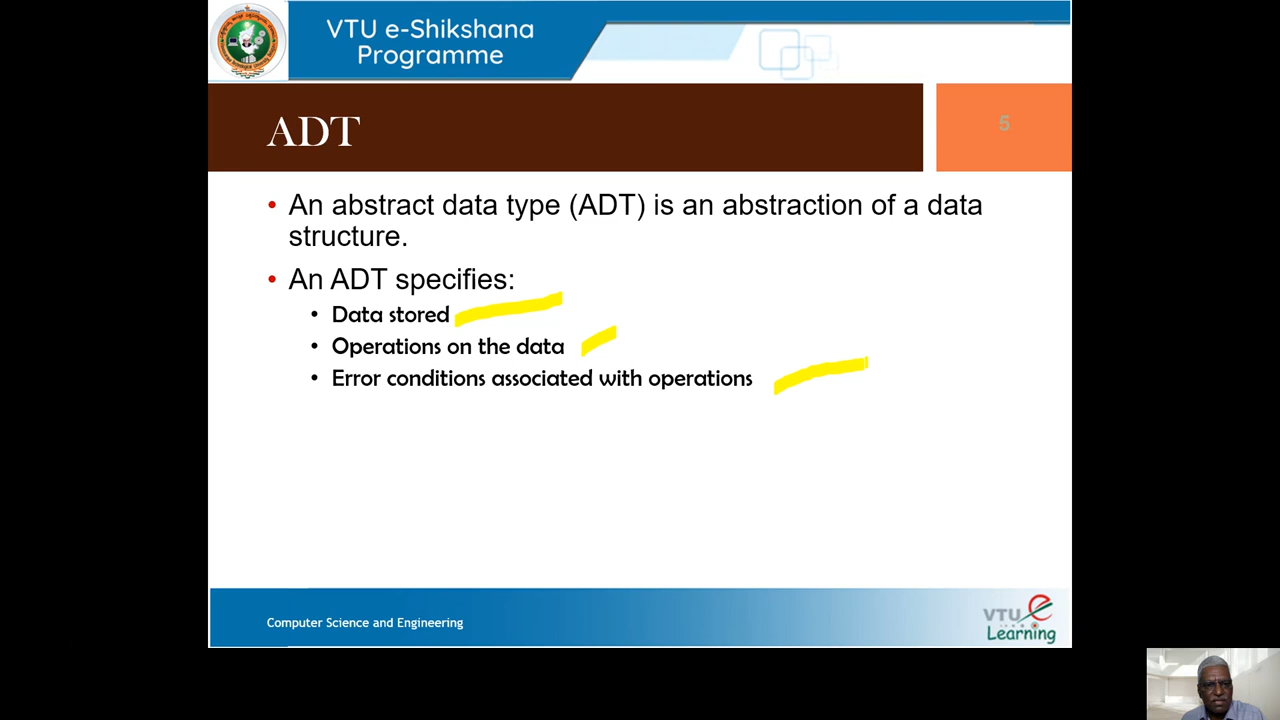 VTU e-Shikshana
Programme
ADT
5
• An abstract data type (ADT) is an abstraction of a data
structure.
• An ADT specifies:
• Data stored
• Operations on the data
• Error conditions associated with operations
Computer Science and Engineering
VTU e
Learning